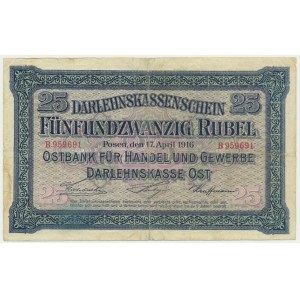 25 DARLEHNSKASSENSCHEIN 25
FÜNFUNDZWANZIG RUBEL
Posen, den 17. April 1916
B 959691 B 959691
OSTBANK FÜR HANDEL UND GEWERBE
DARLEHNSKASSE OST
25 25